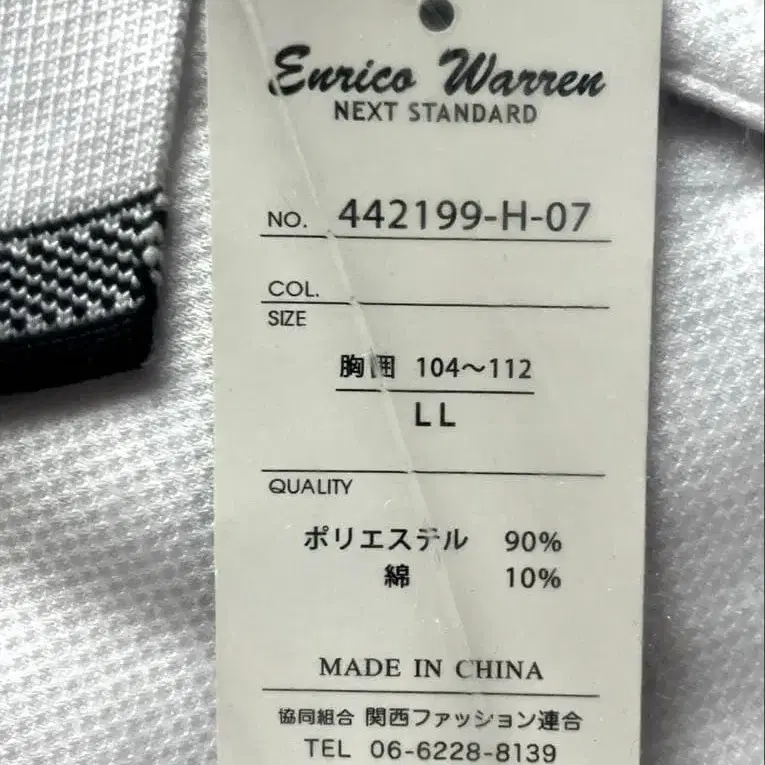 Enrico Warren
NEXT STANDARD
NO. 442199-H-07
COL.
SIZE
胸囲 104～112
LL
QUALITY
ポリエステル 90%
綿 10%
MADE IN CHINA
協同組合 関西ファッション連合
TEL 06-6228-8139